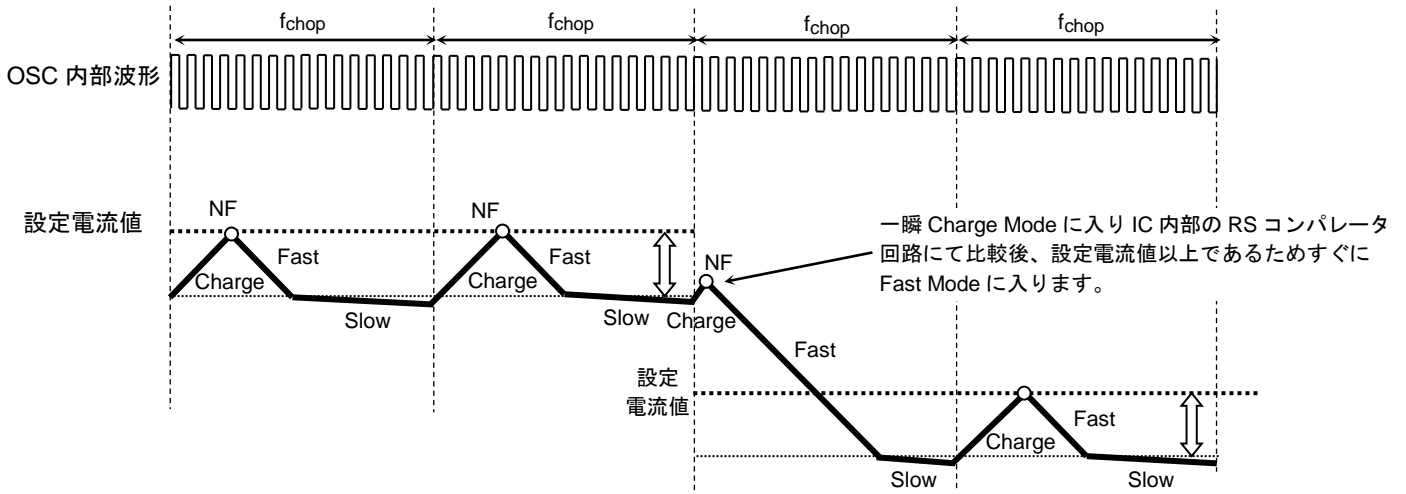 fchop fchop fchop fchop
OSC 内部波形
設定電流値
NF
NF
一瞬 Charge Mode に入り IC 内部の RS コンパレータ
回路にて比較後、設定電流値以上であるためすぐに
Fast Mode に入ります。
NF
Fast
Fast
Charge
Charge
Slow
Slow
Charge
Fast
設定
電流値
Fast
Charge
Slow
Slow